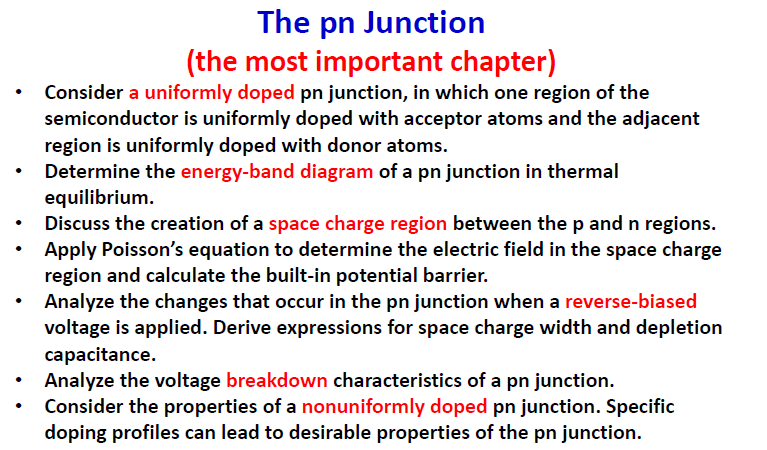 The pn Junction
(the most important chapter)
• Consider a uniformly doped pn junction, in which one region of the
semiconductor is uniformly doped with acceptor atoms and the adjacent
region is uniformly doped with donor atoms.
• Determine the energy-band diagram of a pn junction in thermal
equilibrium.
• Discuss the creation of a space charge region between the p and n regions.
• Apply Poisson’s equation to determine the electric field in the space charge
region and calculate the built-in potential barrier.
• Analyze the changes that occur in the pn junction when a reverse-biased
voltage is applied. Derive expressions for space charge width and depletion
capacitance.
• Analyze the voltage breakdown characteristics of a pn junction.
• Consider the properties of a nonuniformly doped pn junction. Specific
doping profiles can lead to desirable properties of the pn junction.